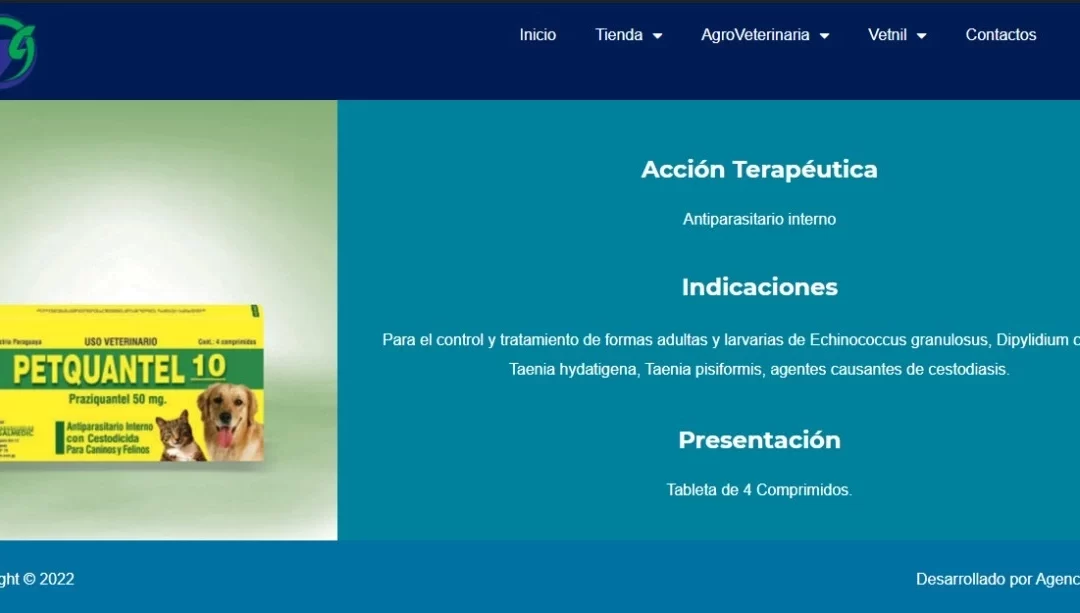 Inicio
Tienda
AgroVeterinaria
Vetnil
Contactos
Acción Terapéutica
Antiparasitario interno
Indicaciones
Para el control y tratamiento de formas adultas y larvarias de Echinococcus granulosus, Dipylidium c
Taenia hydatigena, Taenia pisiformis, agentes causantes de cestodiasis.
Presentación
Tableta de 4 Comprimidos.
Paraguaya
USO VETERINARIO
Cont.: 4 comprimidos
PETQUANTEL 10
Praziquantel 50 mg.
Antiparasitario Interno
con Cestodicida
Para Caninos y Felinos
ght © 2022
Desarrollado por Agenc